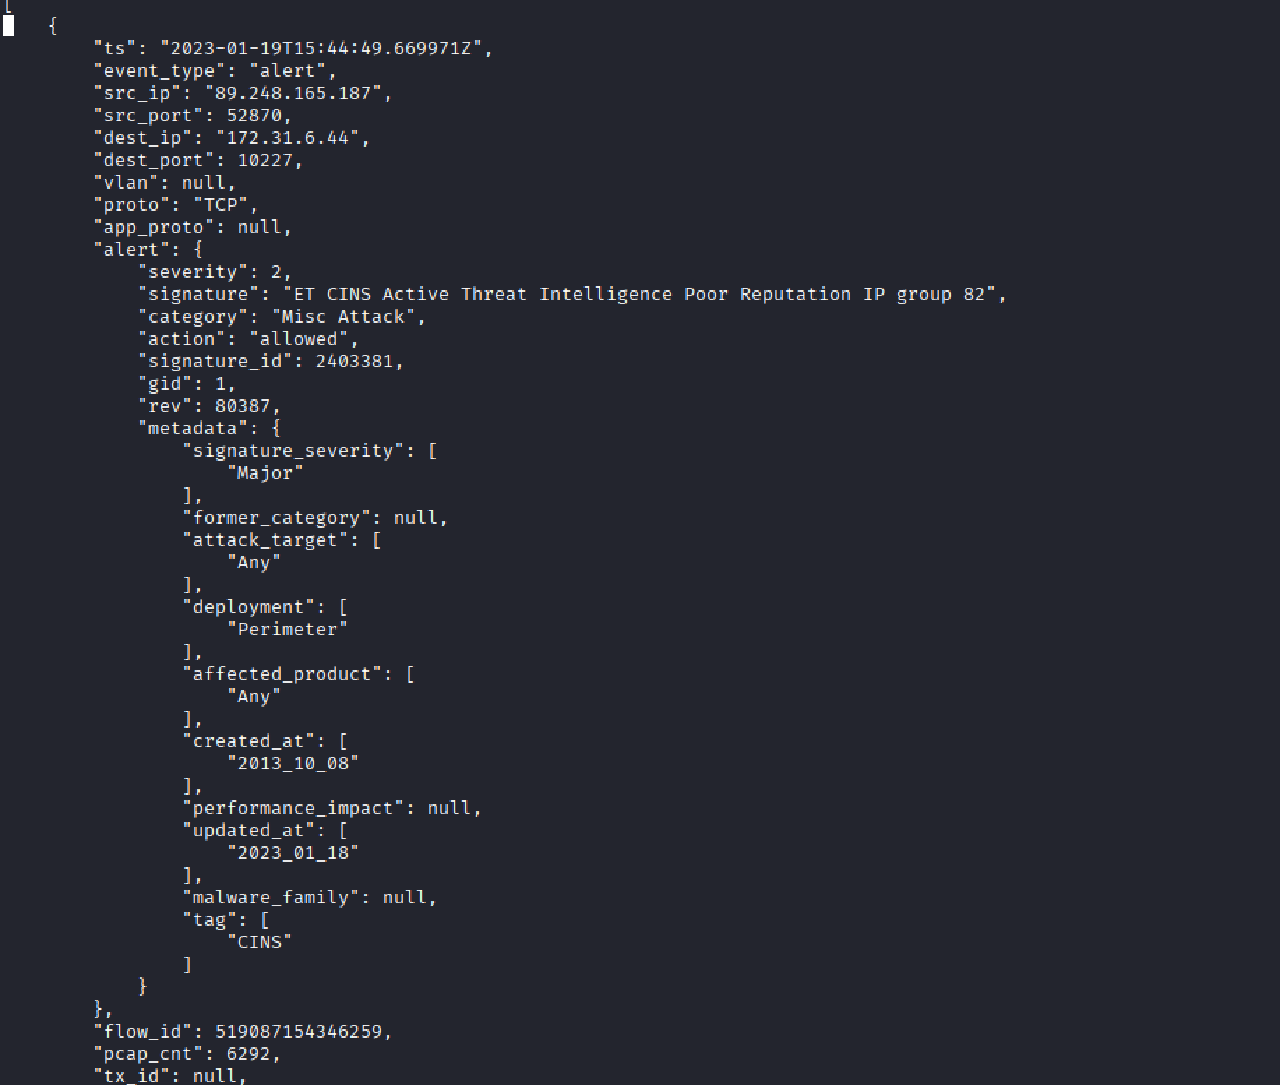 [
    {
        "ts": "2023-01-19T15:44:49.669971Z",
        "event_type": "alert",
        "src_ip": "89.248.165.187",
        "src_port": 52870,
        "dest_ip": "172.31.6.44",
        "dest_port": 10227,
        "vlan": null,
        "proto": "TCP",
        "app_proto": null,
        "alert": {
            "severity": 2,
            "signature": "ET CINS Active Threat Intelligence Poor Reputation IP group 82",
            "category": "Misc Attack",
            "action": "allowed",
            "signature_id": 2403381,
            "gid": 1,
            "rev": 80387,
            "metadata": {
                "signature_severity": [
                    "Major"
                ],
                "former_category": null,
                "attack_target": [
                    "Any"
                ],
                "deployment": [
                    "Perimeter"
                ],
                "affected_product": [
                    "Any"
                ],
                "created_at": [
                    "2013_10_08"
                ],
                "performance_impact": null,
                "updated_at": [
                    "2023_01_18"
                ],
                "malware_family": null,
                "tag": [
                    "CINS"
                ]
            }
        },
        "flow_id": 519087154346259,
        "pcap_cnt": 6292,
        "tx_id": null,